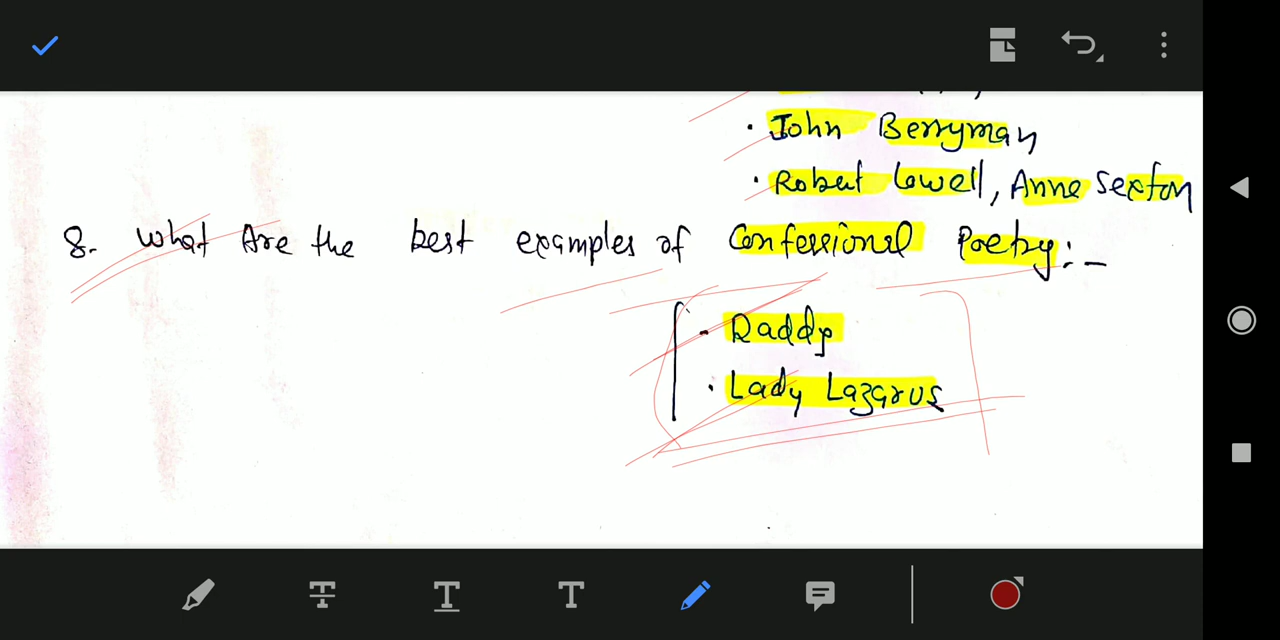 · John Berryman
· Robert Lowell, Anne Sexton
8. What Are the best examples of Confessional Poetry:-
· Daddy
· Lady Lazarus